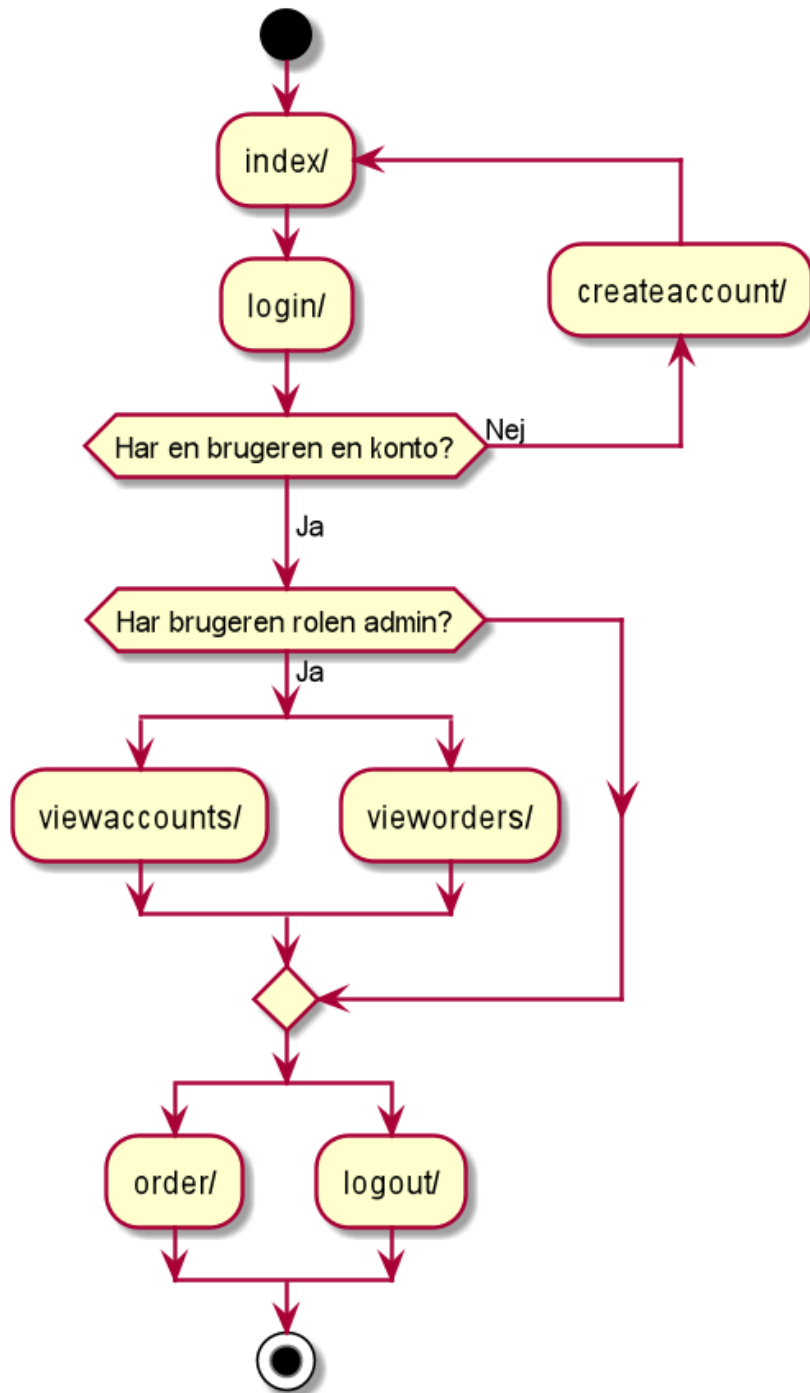 index/
login/
createaccount/
Har en brugeren en konto?
Nej
Ja
Har brugeren rolen admin?
Ja
viewaccounts/
vieworders/
order/
logout/